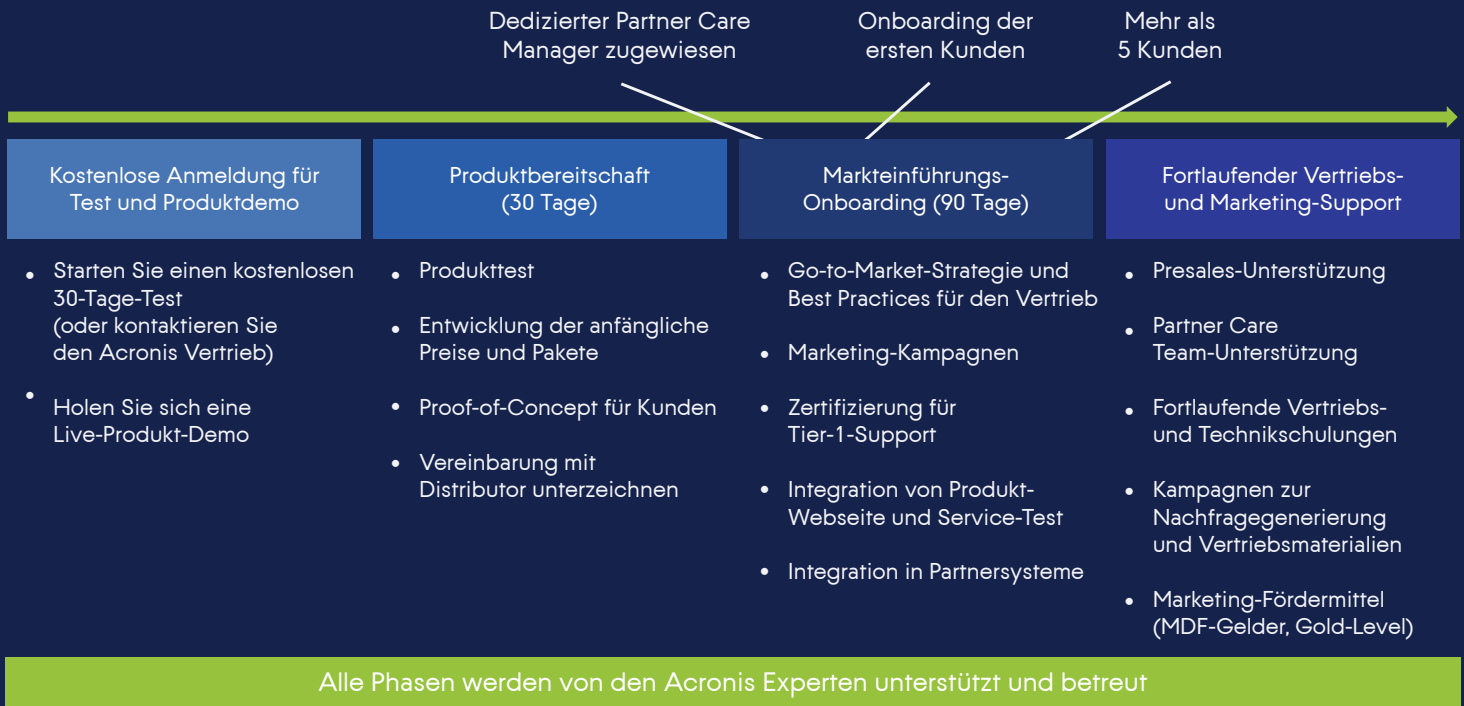 Dedizierter Partner Care
Manager zugewiesen
Onboarding der
ersten Kunden
Mehr als
5 Kunden
Kostenlose Anmeldung für
Test und Produktdemo
Produktbereitschaft
(30 Tage)
Markteinführungs-
Onboarding (90 Tage)
Fortlaufender Vertriebs-
und Marketing-Support
• Starten Sie einen kostenlosen
30-Tage-Test
(oder kontaktieren Sie
den Acronis Vertrieb)
• Holen Sie sich eine
Live-Produkt-Demo
• Produkttest
• Entwicklung der anfängliche
Preise und Pakete
• Proof-of-Concept für Kunden
• Vereinbarung mit
Distributor unterzeichnen
• Go-to-Market-Strategie und
Best Practices für den Vertrieb
• Marketing-Kampagnen
• Zertifizierung für
Tier-1-Support
• Integration von Produkt-
Webseite und Service-Test
• Integration in Partnersysteme
• Presales-Unterstützung
• Partner Care
Team-Unterstützung
• Fortlaufende Vertriebs-
und Technikschulungen
• Kampagnen zur
Nachfragegenerierung
und Vertriebsmaterialien
• Marketing-Fördermittel
(MDF-Gelder, Gold-Level)
Alle Phasen werden von den Acronis Experten unterstützt und betreut